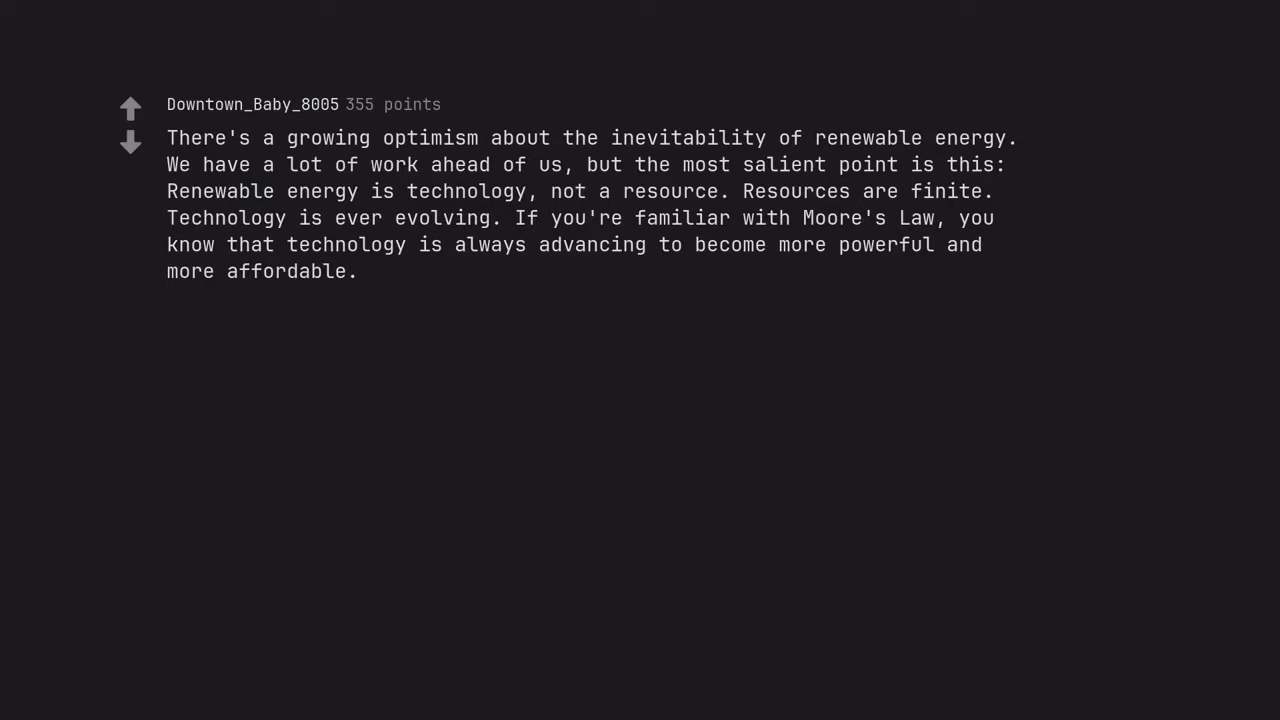 Downtown_Baby_8005 355 points
There's a growing optimism about the inevitability of renewable energy.
We have a lot of work ahead of us, but the most salient point is this:
Renewable energy is technology, not a resource. Resources are finite.
Technology is ever evolving. If you're familiar with Moore's Law, you
know that technology is always advancing to become more powerful and
more affordable.